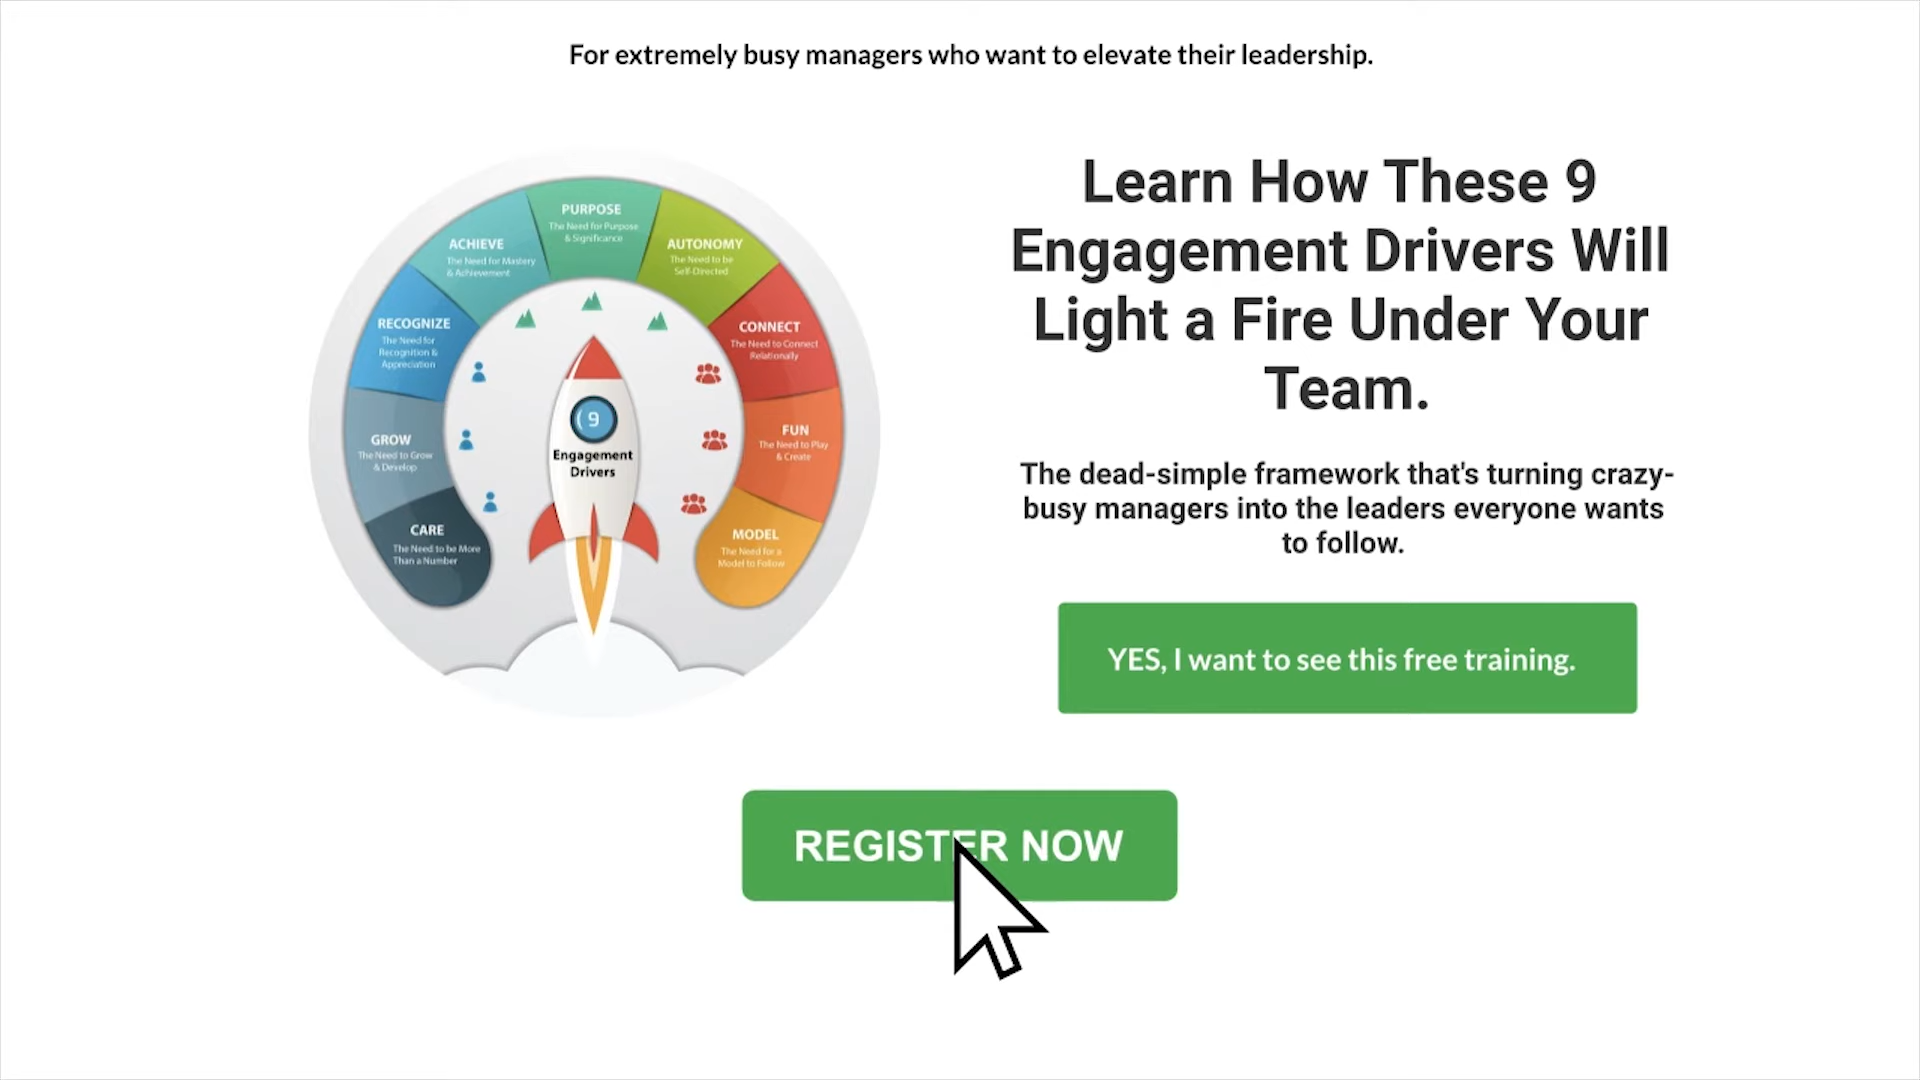 For extremely busy managers who want to elevate their leadership.
Learn How These 9
Engagement Drivers Will
Light a Fire Under Your
Team.
The dead-simple framework that's turning crazy-
busy managers into the leaders everyone wants
to follow.
YES, I want to see this free training.
REGISTER NOW
CARE
The Need to be More
Than a Number
GROW
The Need to Grow
& Develop
RECOGNIZE
The Need for
Recognition &
Appreciation
ACHIEVE
The Need for Mastery
& Achievement
PURPOSE
The Need for Purpose
& Significance
AUTONOMY
The Need to be
Self-Directed
CONNECT
The Need to Connect
Relationally
FUN
The Need to Play
& Create
MODEL
The Need for a
Model to Follow
9
Engagement
Drivers